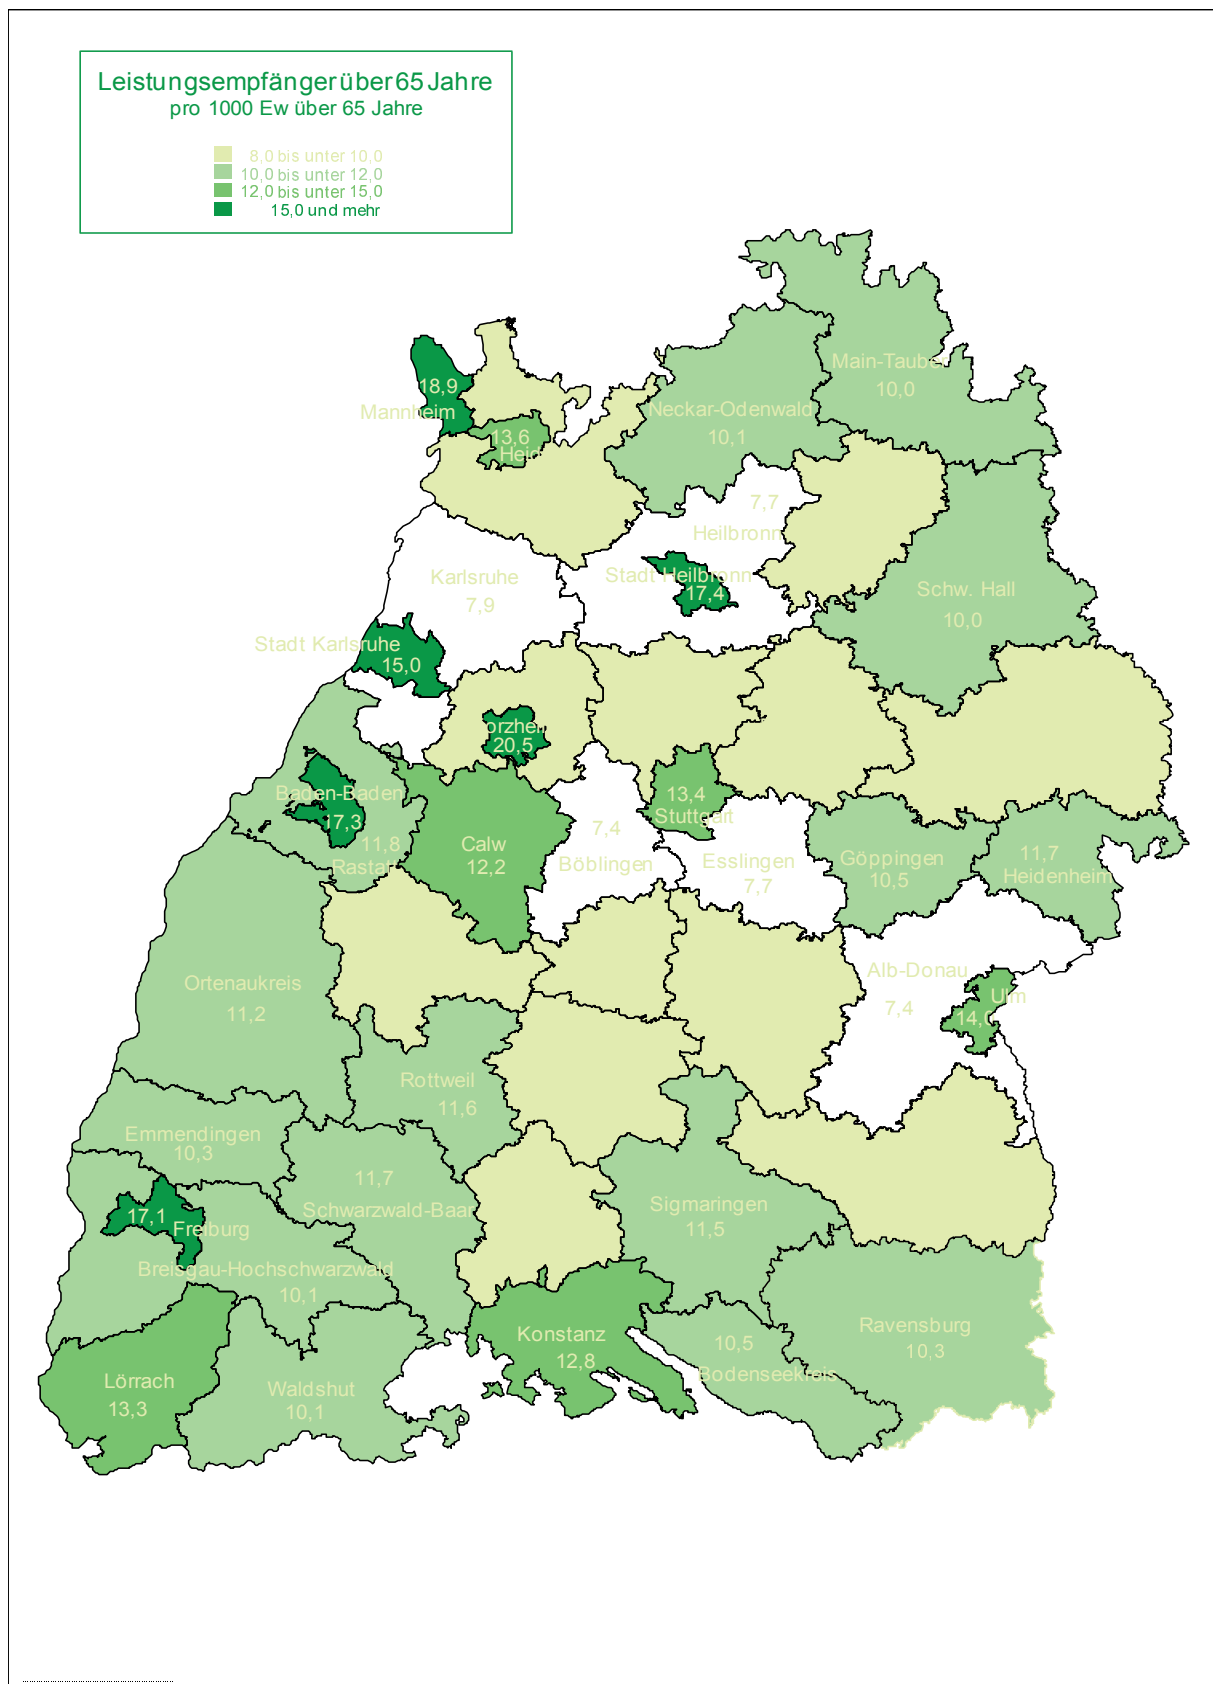 Leistungsempfänger über 65 Jahre
pro 1000 Ew über 65 Jahre
8,0 bis unter 10,0
10,0 bis unter 12,0
12,0 bis unter 15,0
15,0 und mehr
Main-Tauber
10,0
18,9
Mannheim
Neckar-Odenwald
10,1
13,6
Heid
7,7
Heilbronn
Karlsruhe
7,9
Stadt Heilbronn
17,4
Schw. Hall
10,0
Stadt Karlsruhe
15,0
orzhei
20,5
Baden-Baden
17,3
13,4
Stuttgart
11,8
Rastatt
Calw
12,2
7,4
Böblingen
Esslingen
7,7
Göppingen
10,5
11,7
Heidenheim
Ortenaukreis
11,2
Alb-Donau
7,4
Ulm
14,0
Rottweil
11,6
Emmendingen
10,3
11,7
Schwarzwald-Baar
17,1
Freiburg
Sigmaringen
11,5
Breisgau-Hochschwarzwald
10,1
Konstanz
12,8
10,5
Bodenseekreis
Ravensburg
10,3
Lörrach
13,3
Waldshut
10,1